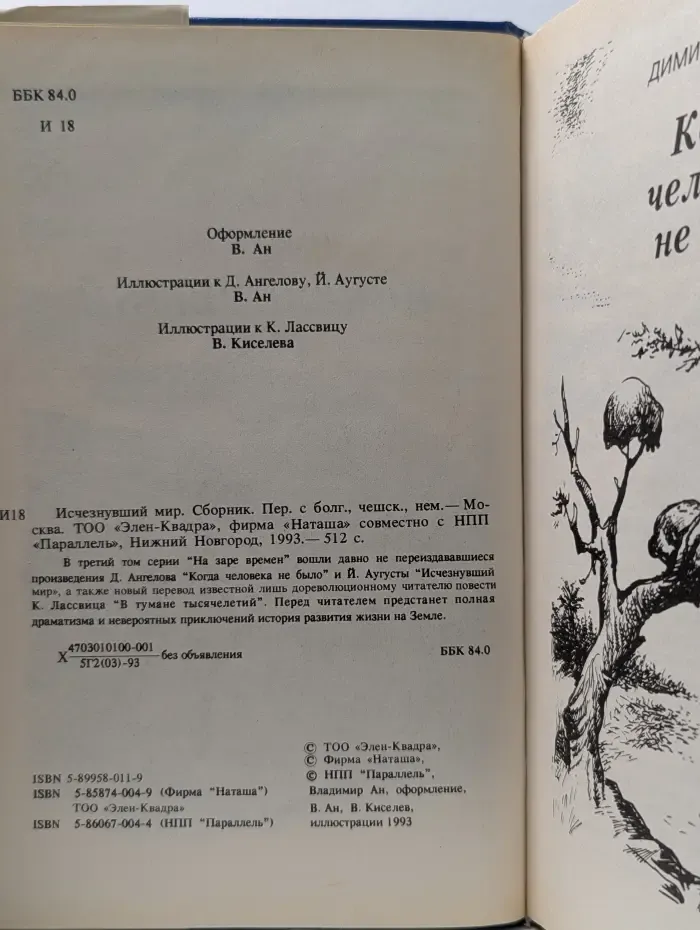 ББК 84.0
И 18
Оформление
В. Ан
Иллюстрации к Д. Ангелову, Й. Аугусте
В. Ан
Иллюстрации к К. Лассвицу
В. Киселева
И18 Исчезнувший мир. Сборник. Пер. с болг., чешск., нем.— Мо-
сква. ТОО «Элен-Квадра», фирма «Наташа» совместно с НПП
«Параллель», Нижний Новгород, 1993.— 512 с.
В третий том серии "На заре времен" вошли давно не переиздававшиеся
произведения Д. Ангелова "Когда человека не было" и Й. Аугусты "Исчезнувший
мир», а также новый перевод известной лишь дореволюционному читателю повести
К. Лассвица "В тумане тысячелетий". Перед читателем предстанет полная
драматизма и невероятных приключений история развития жизни на Земле.
4703010100-001
Х 5Г2(03)-93 без объявления
ББК 84.0
ISBN 5-89958-011-9
ISBN 5-85874-004-9 (Фирма "Наташа")
ТОО «Элен-Квадра»
ISBN 5-86067-004-4 (НПП "Параллель")
© ТОО «Элен-Квадра»,
© Фирма «Наташа»,
© НПП "Параллель",
Владимир Ан, оформление,
В. Ан, В. Киселев,
иллюстрации 1993
ДИМИ
К
чел
не